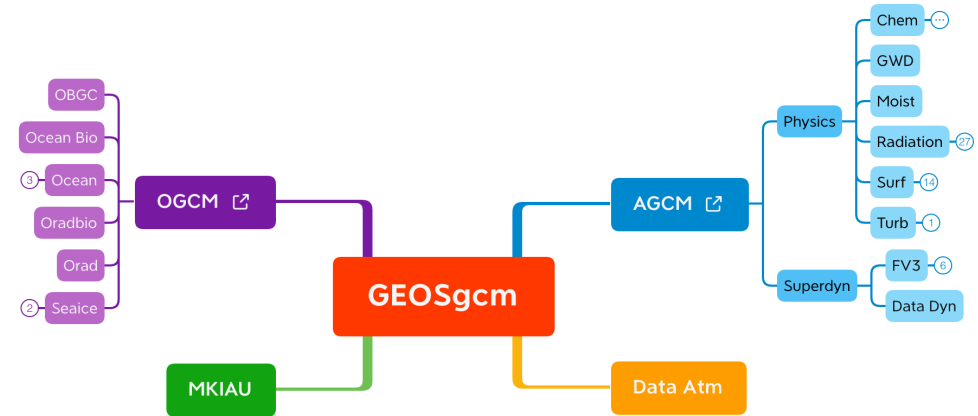 GEOSgcm
OGCM
OBGC
Ocean Bio
3
Ocean
Oradbio
Orad
2
Seaice
MKIAU
AGCM
Physics
Chem
...
GWD
Moist
Radiation
27
Surf
14
Turb
1
Superdyn
FV3
6
Data Dyn
Data Atm